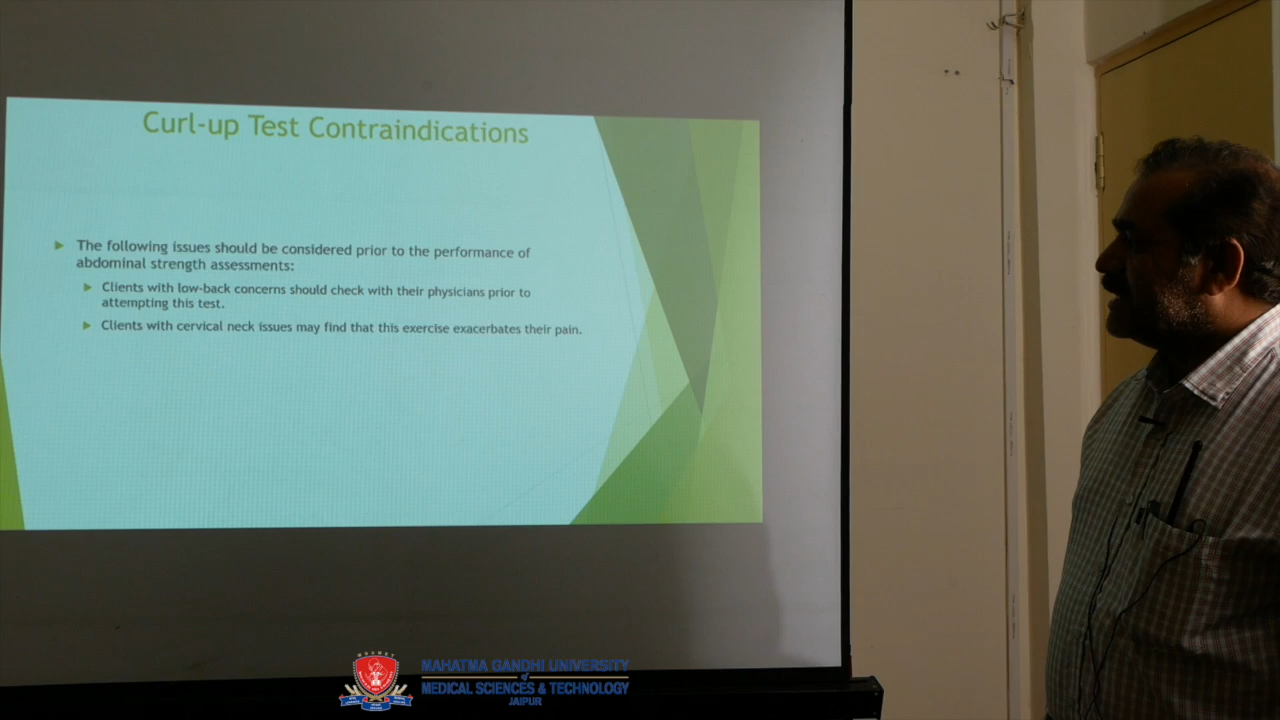 Curl-up Test Contraindications
The following issues should be considered prior to the performance of
abdominal strength assessments:
Clients with low-back concerns should check with their physicians prior to
attempting this test.
Clients with cervical neck issues may find that this exercise exacerbates their pain.
MAHATMA GANDHI UNIVERSITY
of
MEDICAL SCIENCES & TECHNOLOGY
JAIPUR